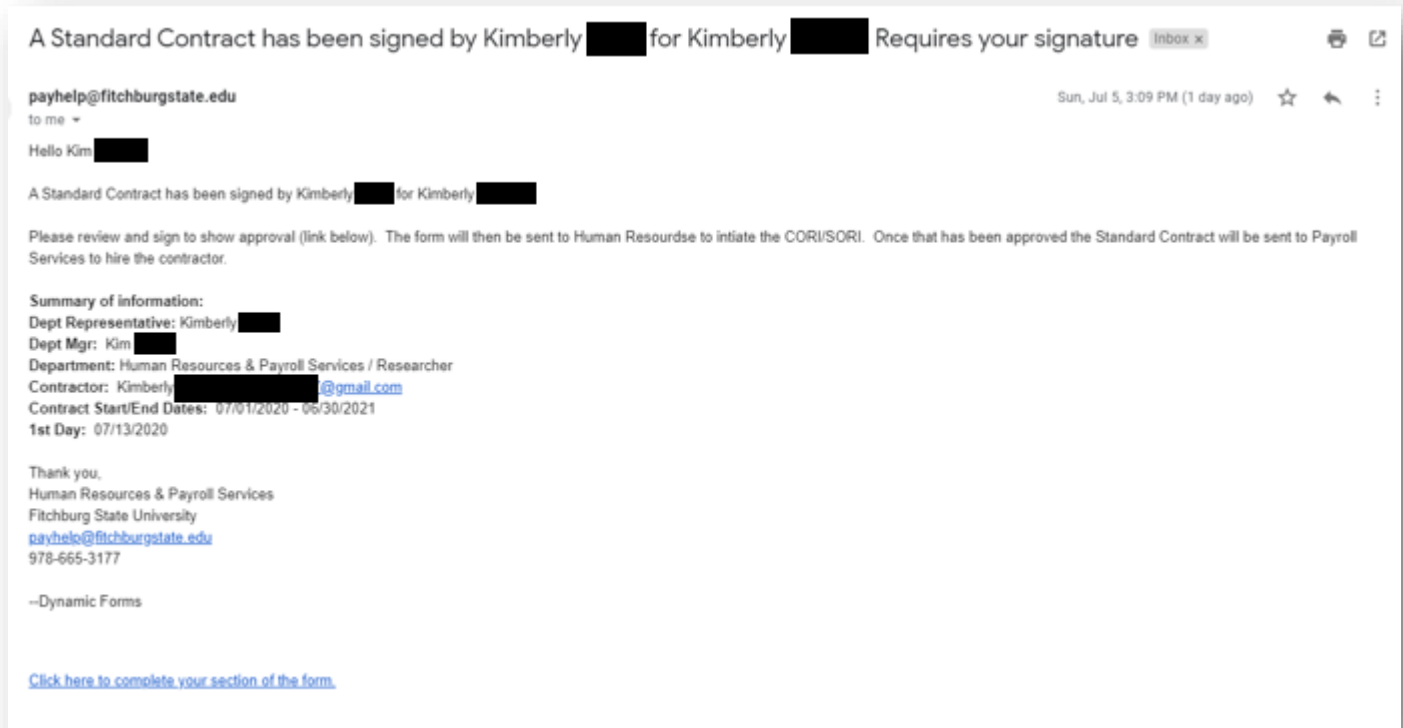 A Standard Contract has been signed by Kimberly for Kimberly Requires your signature Inbox ×
payhelp@fitchburgstate.edu Sun, Jul 5, 3:09 PM (1 day ago)
to me
Hello Kim
A Standard Contract has been signed by Kimberly for Kimberly
Please review and sign to show approval (link below). The form will then be sent to Human Resourdse to intiate the CORI/SORI. Once that has been approved the Standard Contract will be sent to Payroll
Services to hire the contractor.
Summary of information:
Dept Representative: Kimberly
Dept Mgr: Kim
Department: Human Resources & Payroll Services / Researcher
Contractor: Kimberly @gmail.com
Contract Start/End Dates: 07/01/2020 - 06/30/2021
1st Day: 07/13/2020
Thank you,
Human Resources & Payroll Services
Fitchburg State University
payhelp@fitchburgstate.edu
978-665-3177
--Dynamic Forms
Click here to complete your section of the form.